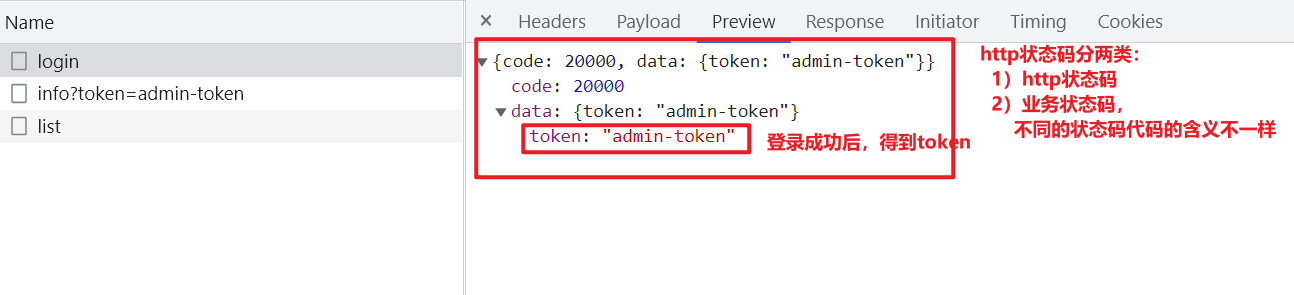 Name
login
info?token=admin-token
list
× Headers Payload Preview Response Initiator Timing Cookies
{code: 20000, data: {token: "admin-token"}}
code: 20000
data: {token: "admin-token"}
token: "admin-token"
登录成功后，得到token
http状态码分两类：
1）http状态码
2）业务状态码，
不同的状态码代码的含义不一样